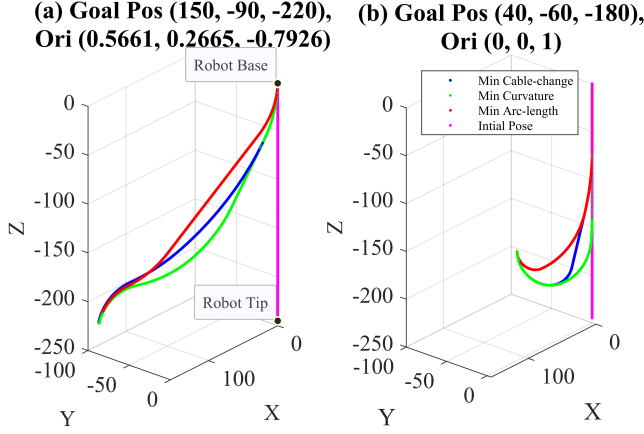 (a) Goal Pos (150, -90, -220),
Ori (0.5661, 0.2665, -0.7926)
(b) Goal Pos (40, -60, -180),
Ori (0, 0, 1)
Robot Base
Robot Tip
0
-50
-100
-150
-200
-250
Z
-100
-50
0
Y
100
0
X
Min Cable-change
Min Curvature
Min Arc-length
Intial Pose
0
-50
-100
-150
-200
-250
Z
-100
-50
0
Y
100
0
X